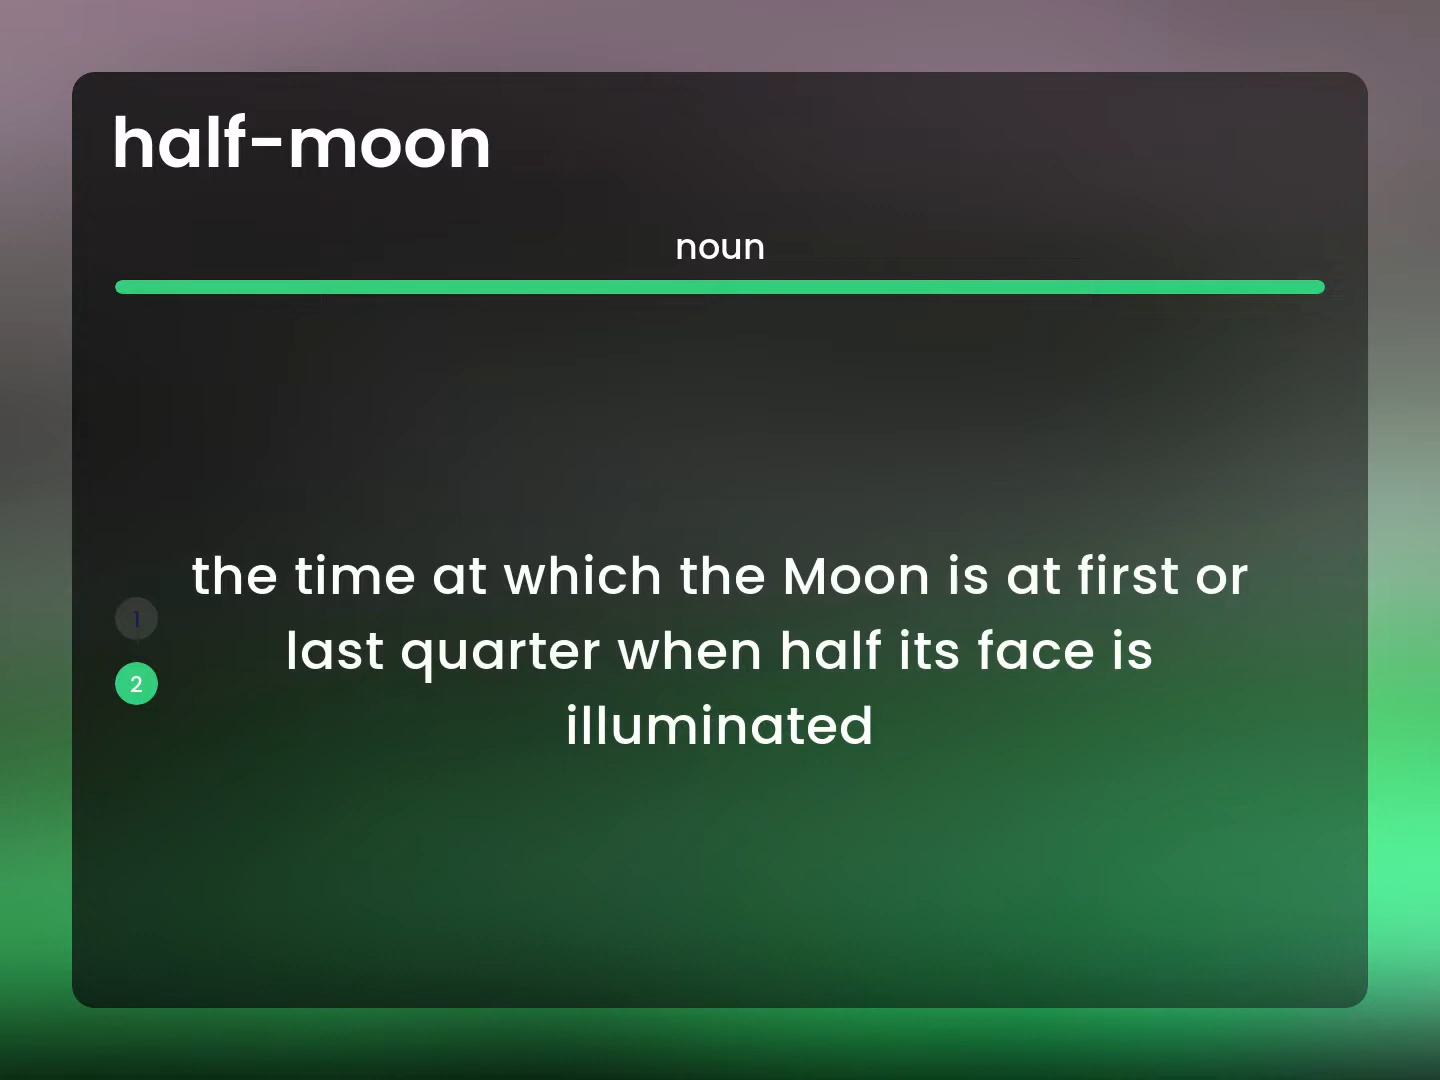 half-moon
noun
the time at which the Moon is at first or
last quarter when half its face is
illuminated
1
2